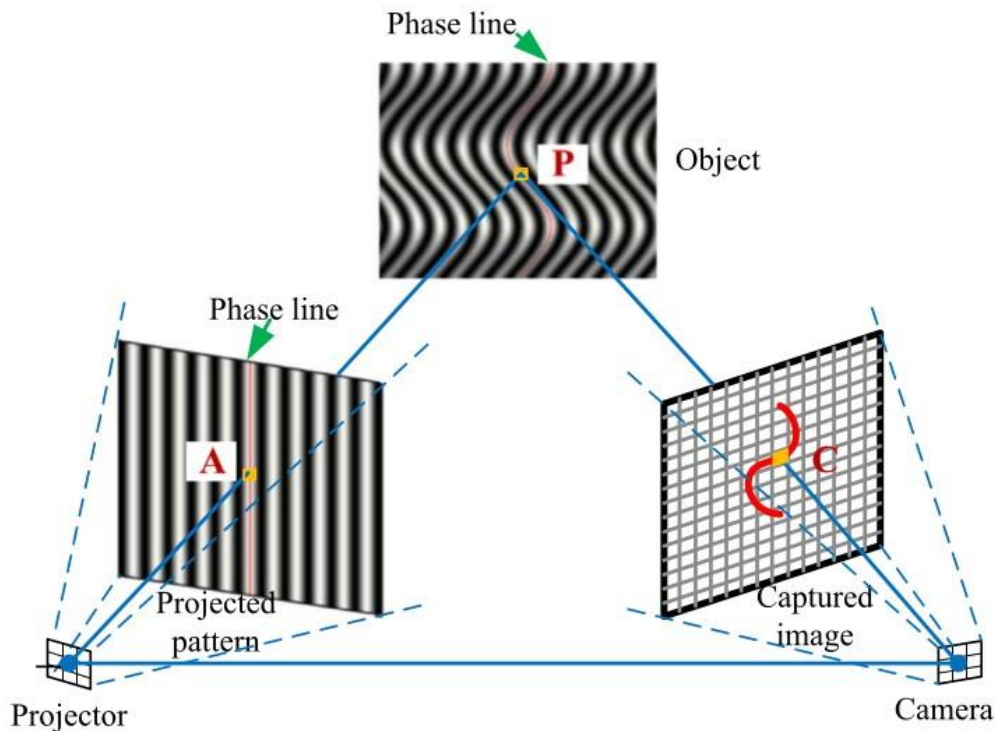 Phase line
P
Object
Phase line
A
C
Projected
pattern
Captured
image
Projector
Camera